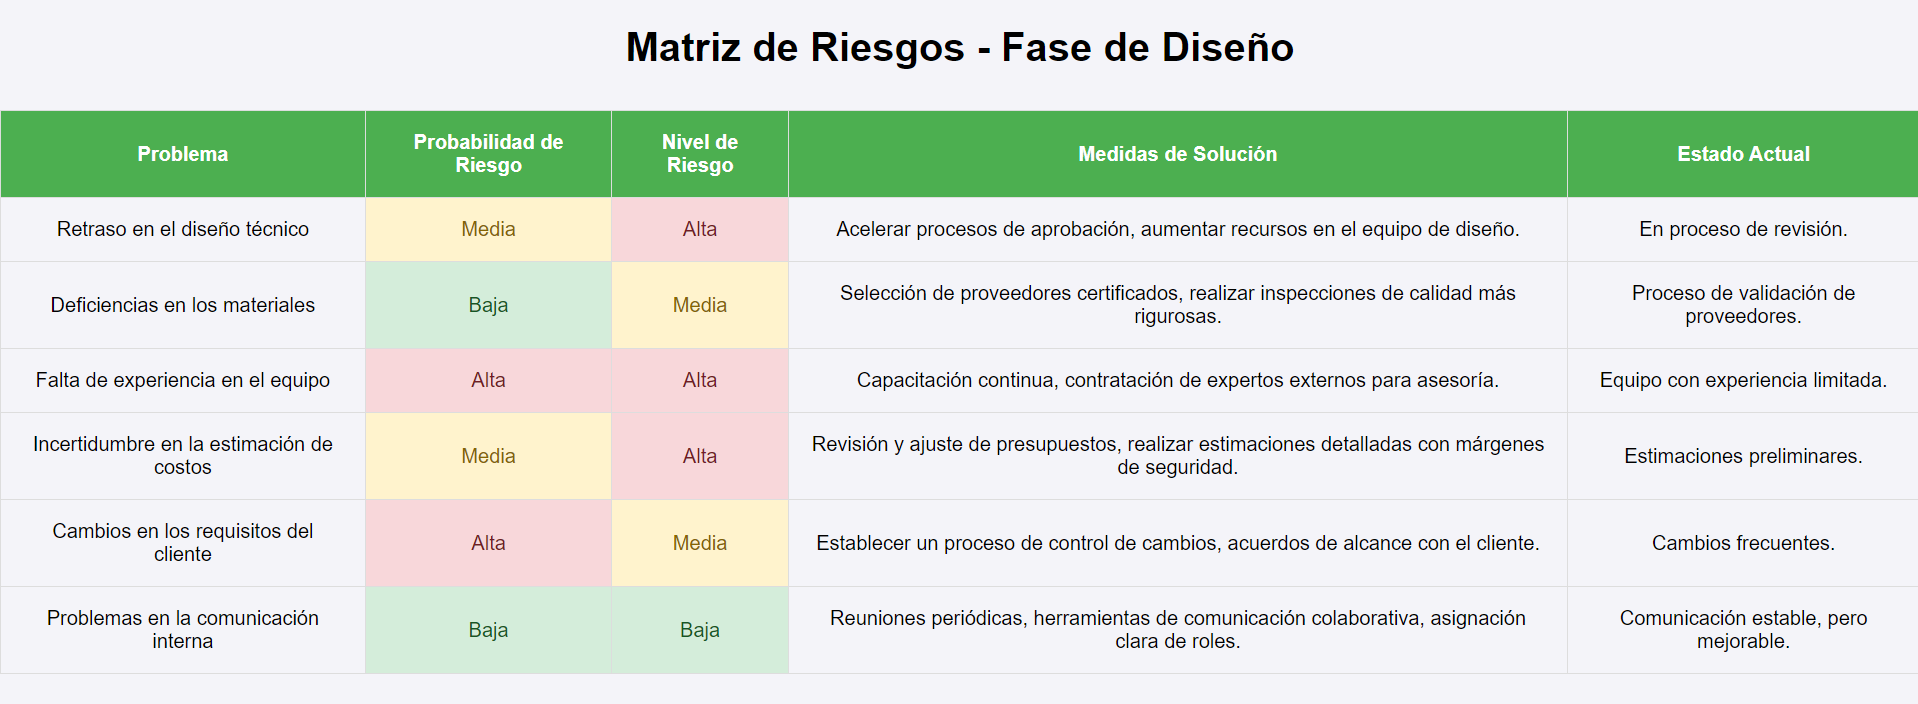 Matriz de Riesgos - Fase de Diseño
Problema
Probabilidad de
Riesgo
Nivel de
Riesgo
Medidas de Solución
Estado Actual
Retraso en el diseño técnico
Media
Alta
Acelerar procesos de aprobación, aumentar recursos en el equipo de diseño.
En proceso de revisión.
Deficiencias en los materiales
Baja
Media
Selección de proveedores certificados, realizar inspecciones de calidad más
rigurosas.
Proceso de validación de
proveedores.
Falta de experiencia en el equipo
Alta
Alta
Capacitación continua, contratación de expertos externos para asesoría.
Equipo con experiencia limitada.
Incertidumbre en la estimación de
costos
Media
Alta
Revisión y ajuste de presupuestos, realizar estimaciones detalladas con márgenes
de seguridad.
Estimaciones preliminares.
Cambios en los requisitos del
cliente
Alta
Media
Establecer un proceso de control de cambios, acuerdos de alcance con el cliente.
Cambios frecuentes.
Problemas en la comunicación
interna
Baja
Baja
Reuniones periódicas, herramientas de comunicación colaborativa, asignación
clara de roles.
Comunicación estable, pero
mejorable.